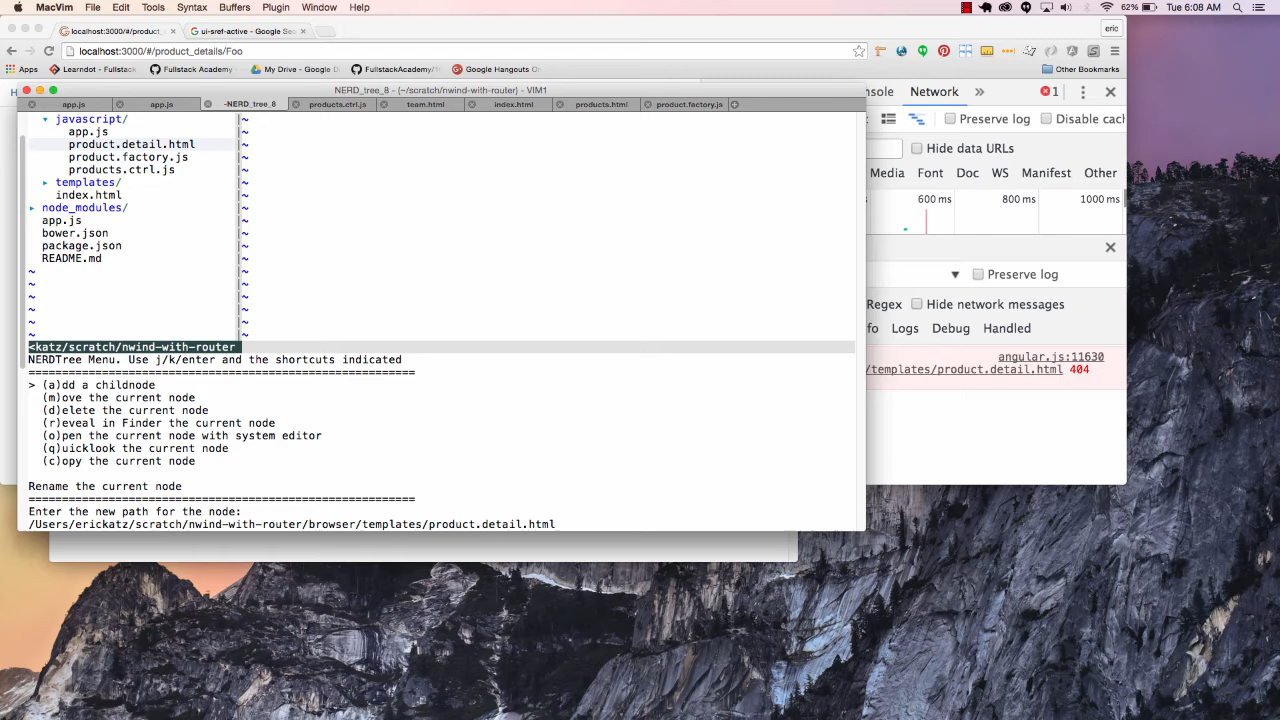 MacVim File Edit Tools Syntax Buffers Plugin Window Help
62% Tue 6:08 AM
localhost:3000/#/product_
ui-sref-active - Google Sea
eric
localhost:3000/#/product_details/Foo
Apps Learndot - Fullstack Fullstack Academy My Drive - Google D FullstackAcademy/1 Google Hangouts On Other Bookmarks
NERD_tree_8 - (~/scratch/nwind-with-router) - VIM1
app.js app.js -NERD_tree_8 products.ctrl.js team.html index.html products.html product.factory.js
nsole Network 1
Preserve log Disable cach
Hide data URLs
Media Font Doc WS Manifest Other
600 ms 800 ms 1000 ms
Preserve log
Regex Hide network messages
fo Logs Debug Handled
angular.js:11630
/templates/product.detail.html 404
javascript/
app.js
product.detail.html
product.factory.js
products.ctrl.js
templates/
index.html
node_modules/
app.js
bower.json
package.json
README.md
~
~
~
~
~
~
<katz/scratch/nwind-with-router
NERDTree Menu. Use j/k/enter and the shortcuts indicated
==========================================================
> (a)dd a childnode
(m)ove the current node
(d)elete the current node
(r)eveal in Finder the current node
(o)pen the current node with system editor
(q)uicklook the current node
(c)opy the current node
Rename the current node
==========================================================
Enter the new path for the node:
/Users/erickatz/scratch/nwind-with-router/browser/templates/product.detail.html